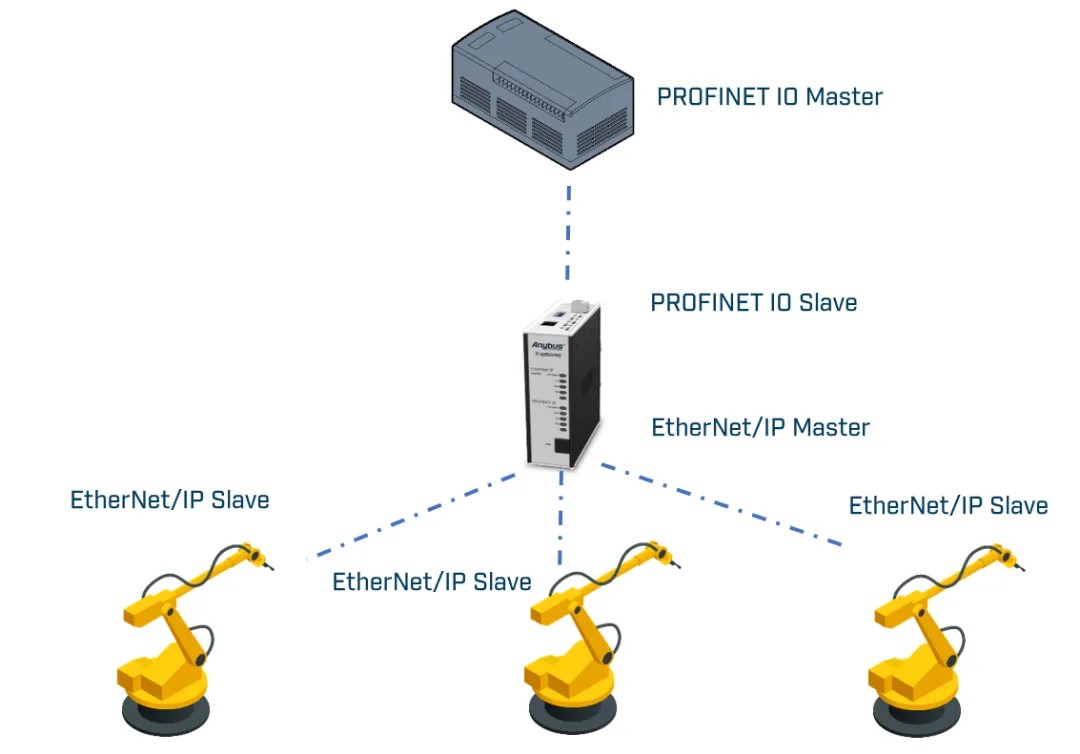 PROFINET IO Master
PROFINET IO Slave
Anybus
X-gateway
EtherNet/IP Master
EtherNet/IP Slave
EtherNet/IP Slave
EtherNet/IP Slave